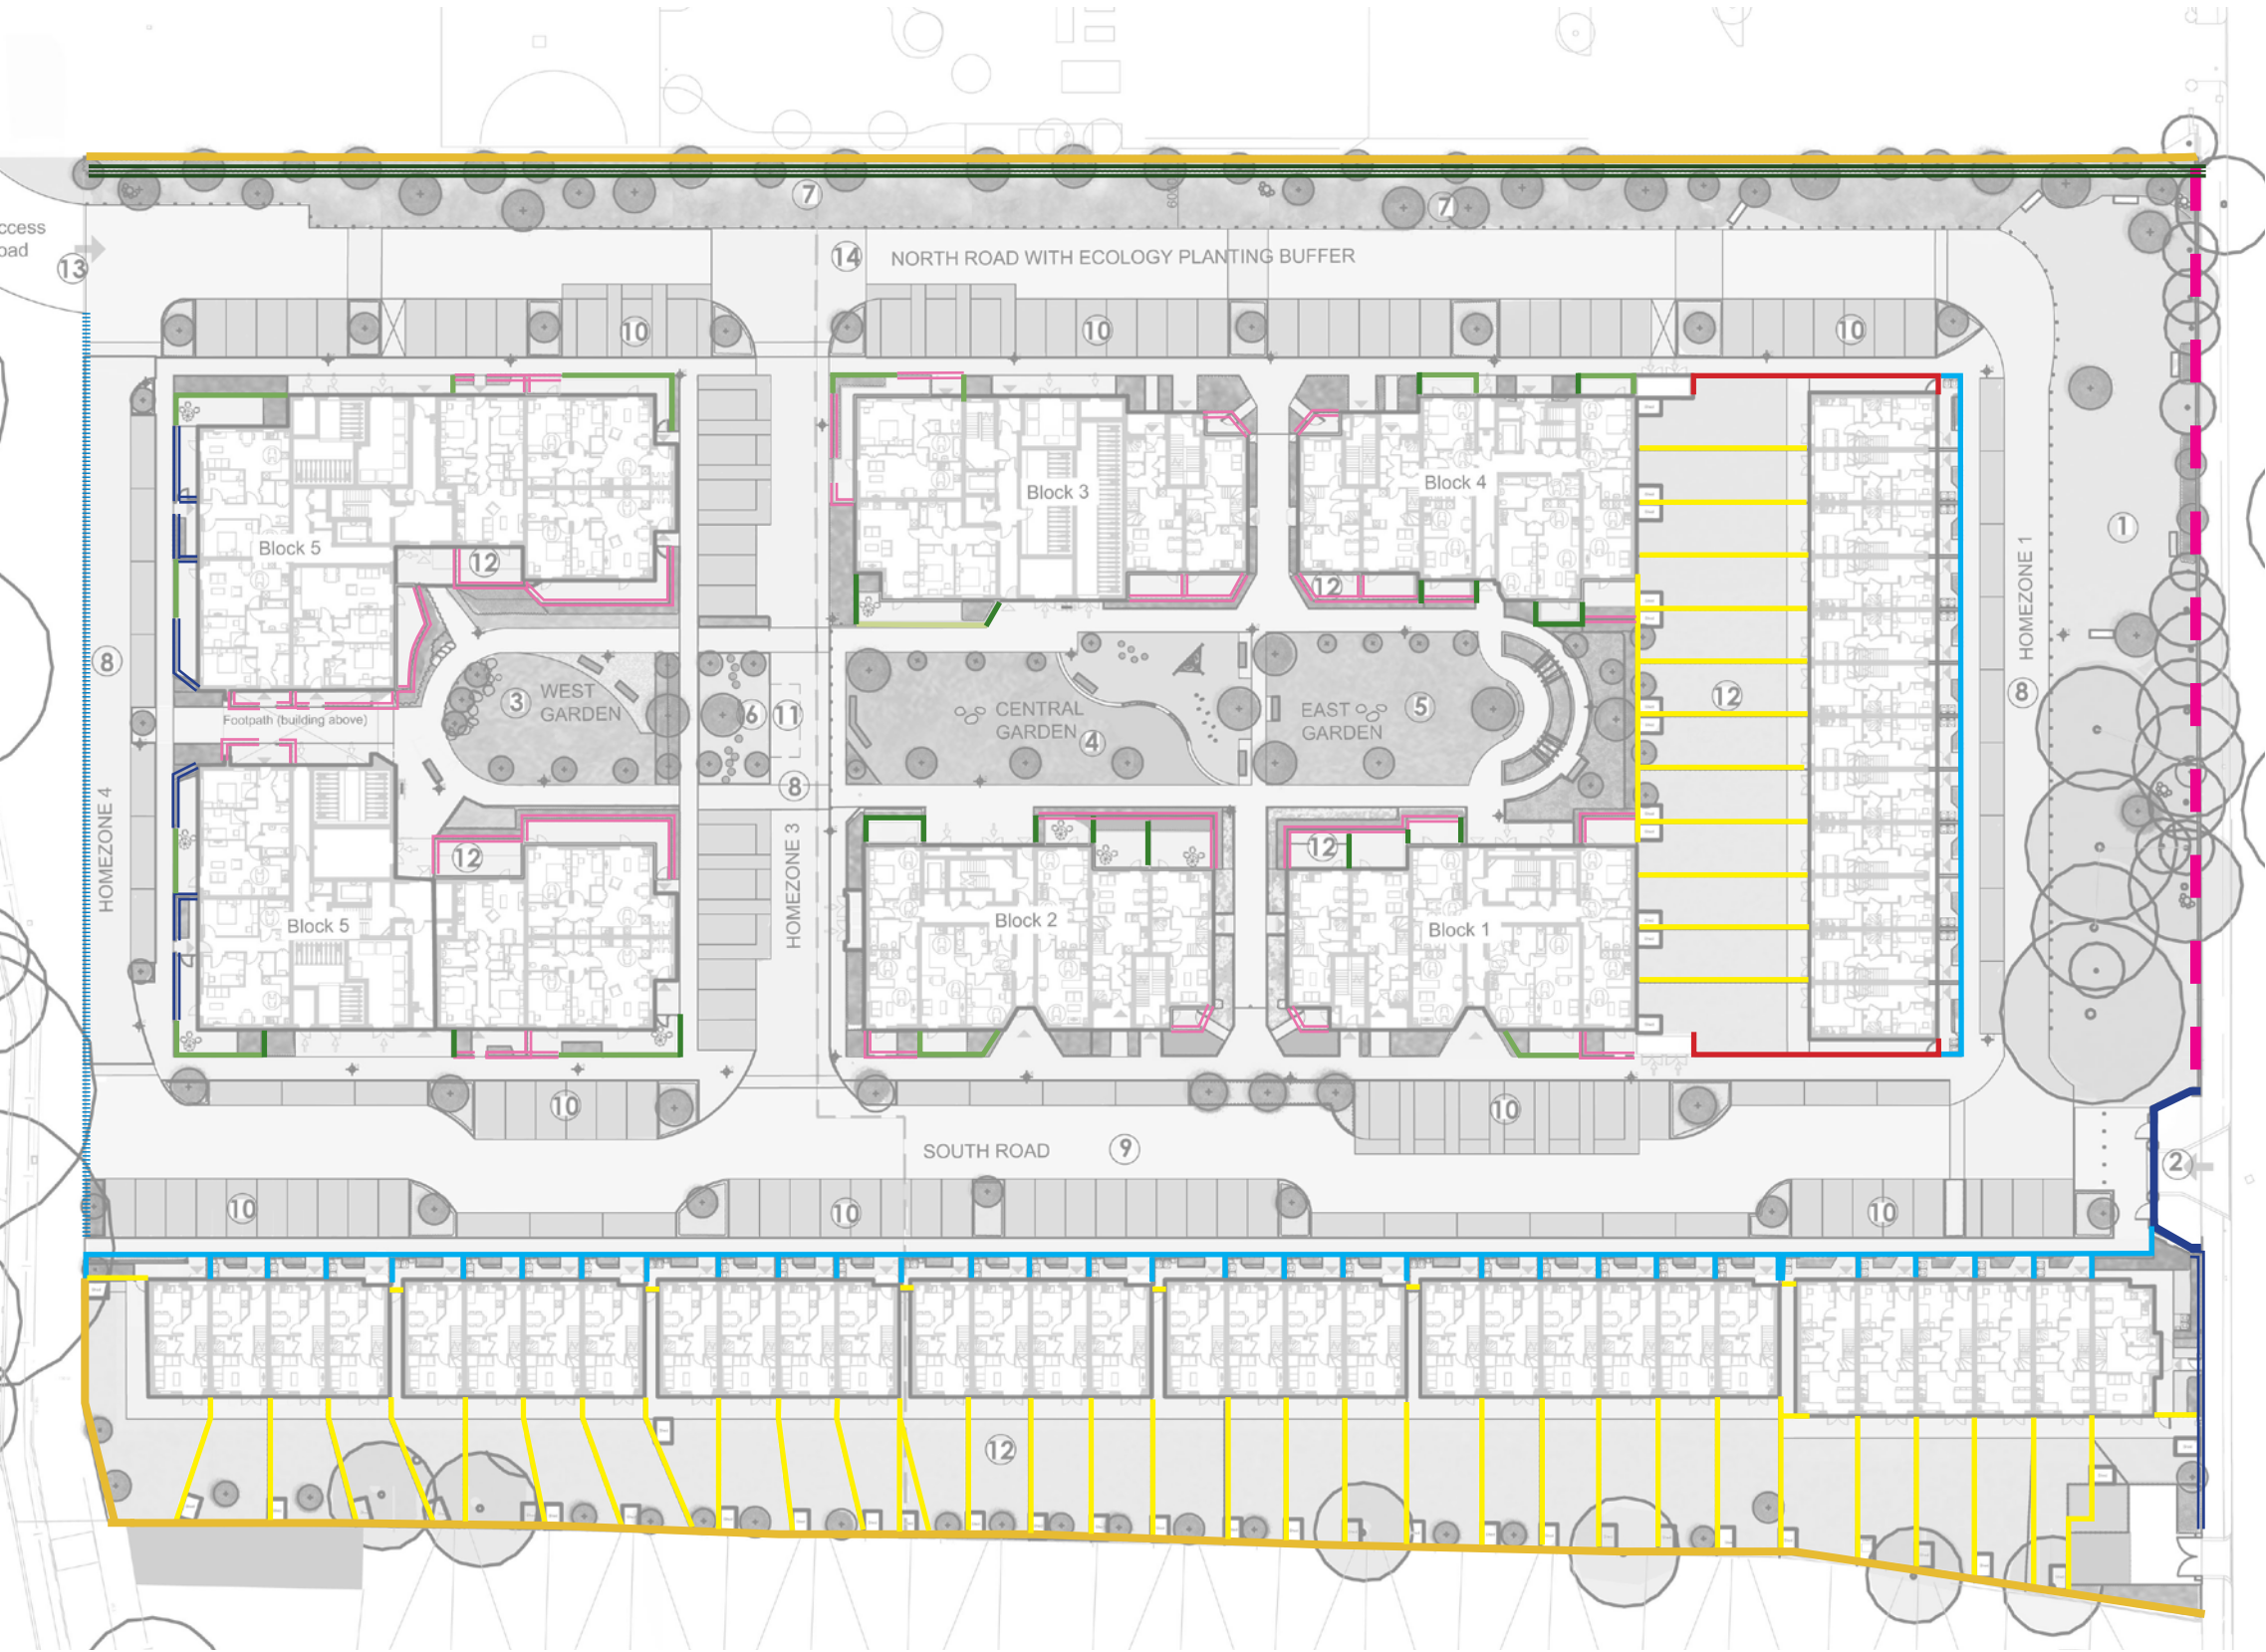 7
7
6000
ccess
oad
13
14
NORTH ROAD WITH ECOLOGY PLANTING BUFFER
10
10
10
Block 3
Block 4
Block 5
12
12
1
HOMEZONE 1
8
8
3
WEST
GARDEN
6
11
CENTRAL
GARDEN
4
EAST
GARDEN
5
12
8
Footpath (building above)
8
HOMEZONE 4
HOMEZONE 3
12
12
Block 5
Block 2
Block 1
10
10
SOUTH ROAD
9
2
10
10
10
12